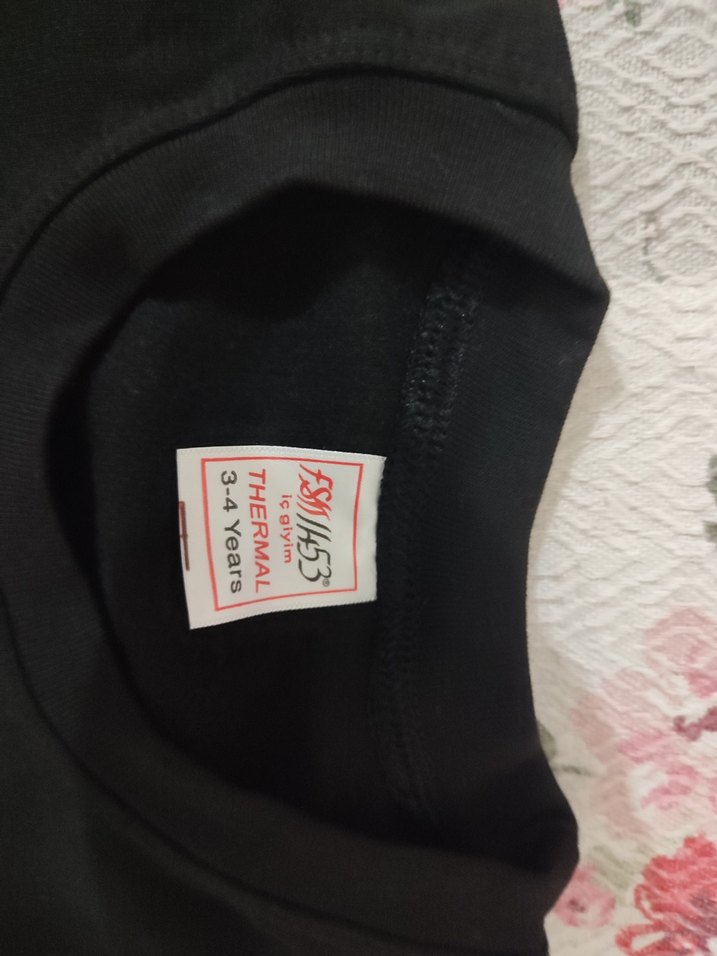 FSM1453®
iç giyim
THERMAL
3-4 Years